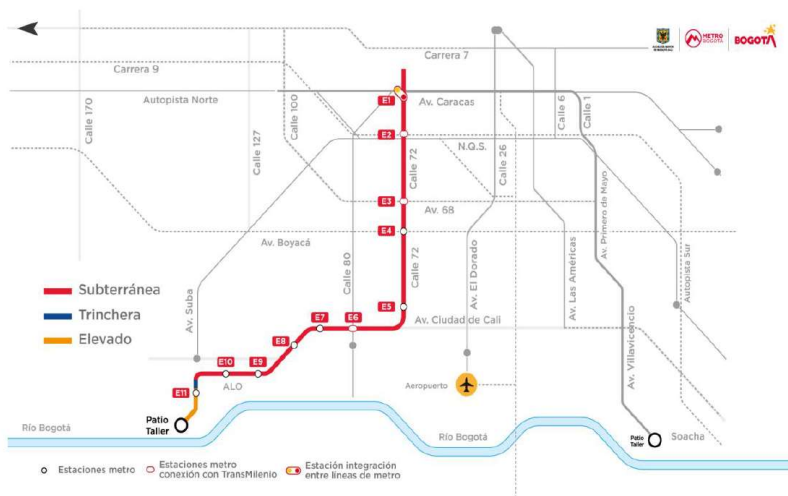 METRO
BOGOTÁ
BOGOTÁ
Carrera 7
Carrera 9
Autopista Norte
Av. Caracas
Calle 170
Calle 127
Calle 100
Calle 6
Calle 1
E1
E2
N.Q.S.
Calle 72
Calle 26
E3
Av. 68
E4
Av. Boyacá
Calle 80
Calle 72
Av. El Dorado
Av. Las Américas
Av. Primero de Mayo
Autopista Sur
Subterránea
Trinchera
Elevado
Av. Suba
E5
Av. Ciudad de Cali
E6
E7
E8
E9
E10
ALO
E11
Av. Villavicencio
Aeropuerto
Patio
Taller
Río Bogotá
Río Bogotá
Patio
Taller
Soacha
Estaciones metro
Estaciones metro
conexión con TransMilenio
Estación integración
entre líneas de metro